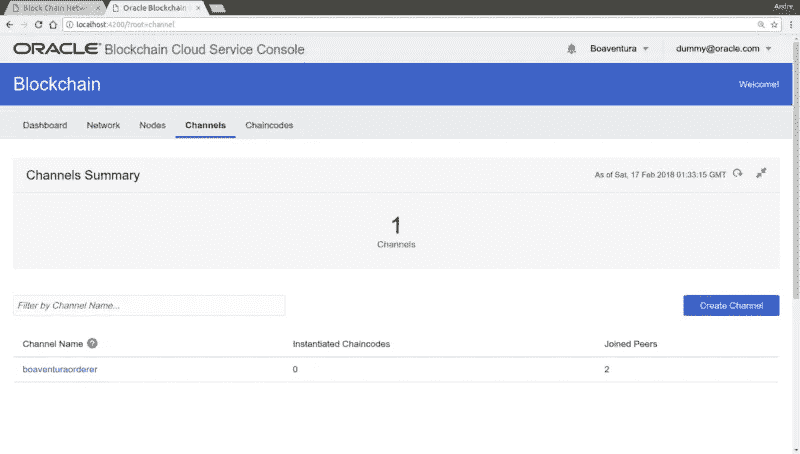 Block Chain Netw
Oracle Blockchain
Andre
localhost:4200/?root=channel
ORACLE Blockchain Cloud Service Console
Boaventura
dummy@oracle.com
Blockchain
Welcome!
Dashboard Network Nodes Channels Chaincodes
Channels Summary
As of Sat, 17 Feb 2018 01:33:15 GMT
1
Channels
Filter by Channel Name...
Create Channel
Channel Name ? Instantiated Chaincodes Joined Peers
boaventuraorderer 0 2